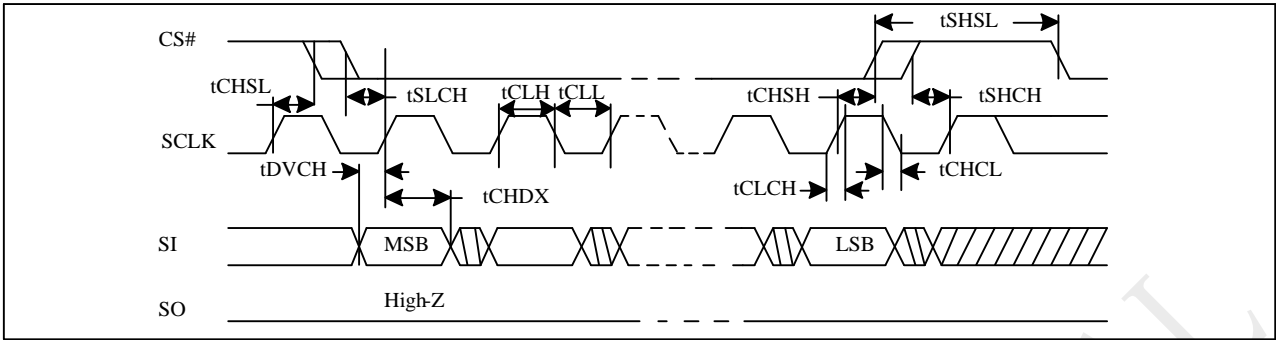 tSHSL
CS#
tCHSL
tSLCH
tCLH
tCLL
tCHSH
tSHCH
SCLK
tDVCH
tCHCL
tCLCH
tCHDX
SI
MSB
LSB
High-Z
SO